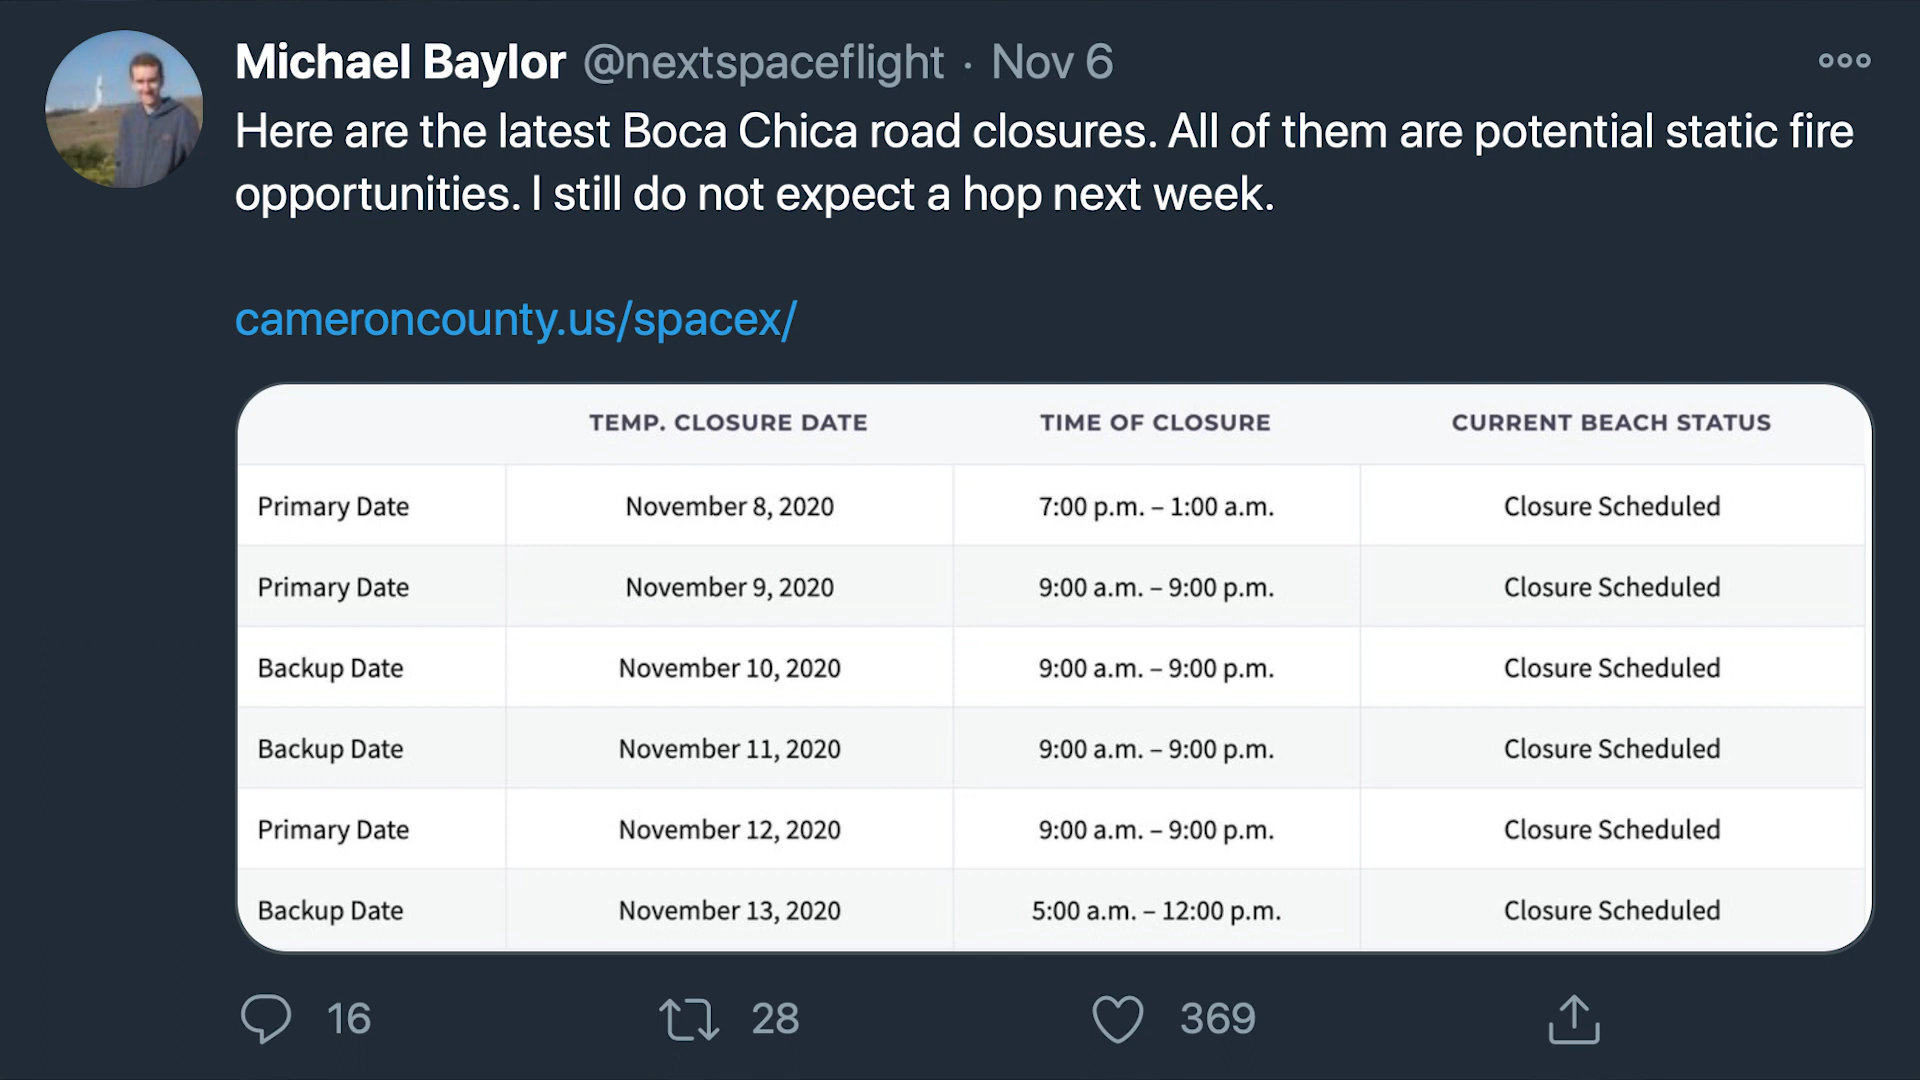 Michael Baylor @nextspaceflight · Nov 6
Here are the latest Boca Chica road closures. All of them are potential static fire
opportunities. I still do not expect a hop next week.
cameroncounty.us/spacex/
TEMP. CLOSURE DATE TIME OF CLOSURE CURRENT BEACH STATUS
Primary Date November 8, 2020 7:00 p.m. – 1:00 a.m. Closure Scheduled
Primary Date November 9, 2020 9:00 a.m. – 9:00 p.m. Closure Scheduled
Backup Date November 10, 2020 9:00 a.m. – 9:00 p.m. Closure Scheduled
Backup Date November 11, 2020 9:00 a.m. – 9:00 p.m. Closure Scheduled
Primary Date November 12, 2020 9:00 a.m. – 9:00 p.m. Closure Scheduled
Backup Date November 13, 2020 5:00 a.m. – 12:00 p.m. Closure Scheduled
16 28 369